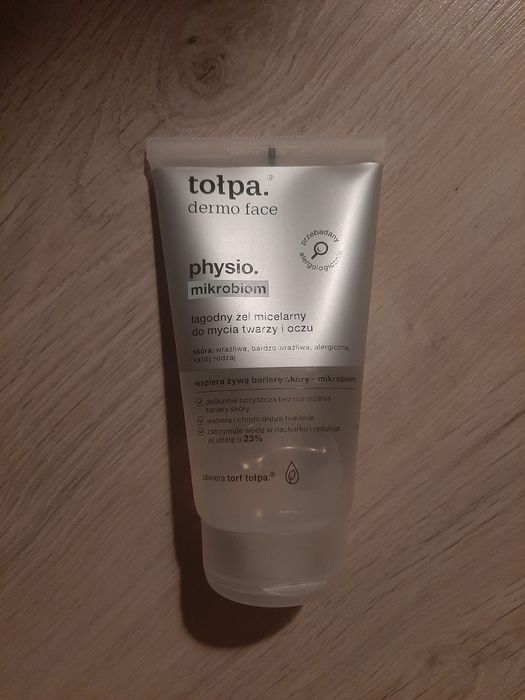 tołpa.®
dermo face
przebadany
alergologicznie
physio.
mikrobiom
łagodny żel micelarny
do mycia twarzy i oczu
skóra: wrażliwa, bardzo wrażliwa, alergiczna,
każdy rodzaj
wspiera żywą barierę skóry - mikrobiom
delikatnie oczyszcza bez naruszania
bariery skóry
wspiera i chroni dobre bakterie
zatrzymuje wodę w naskórku i redukuje
jej utratę o 23%
zawiera torf tołpa.®